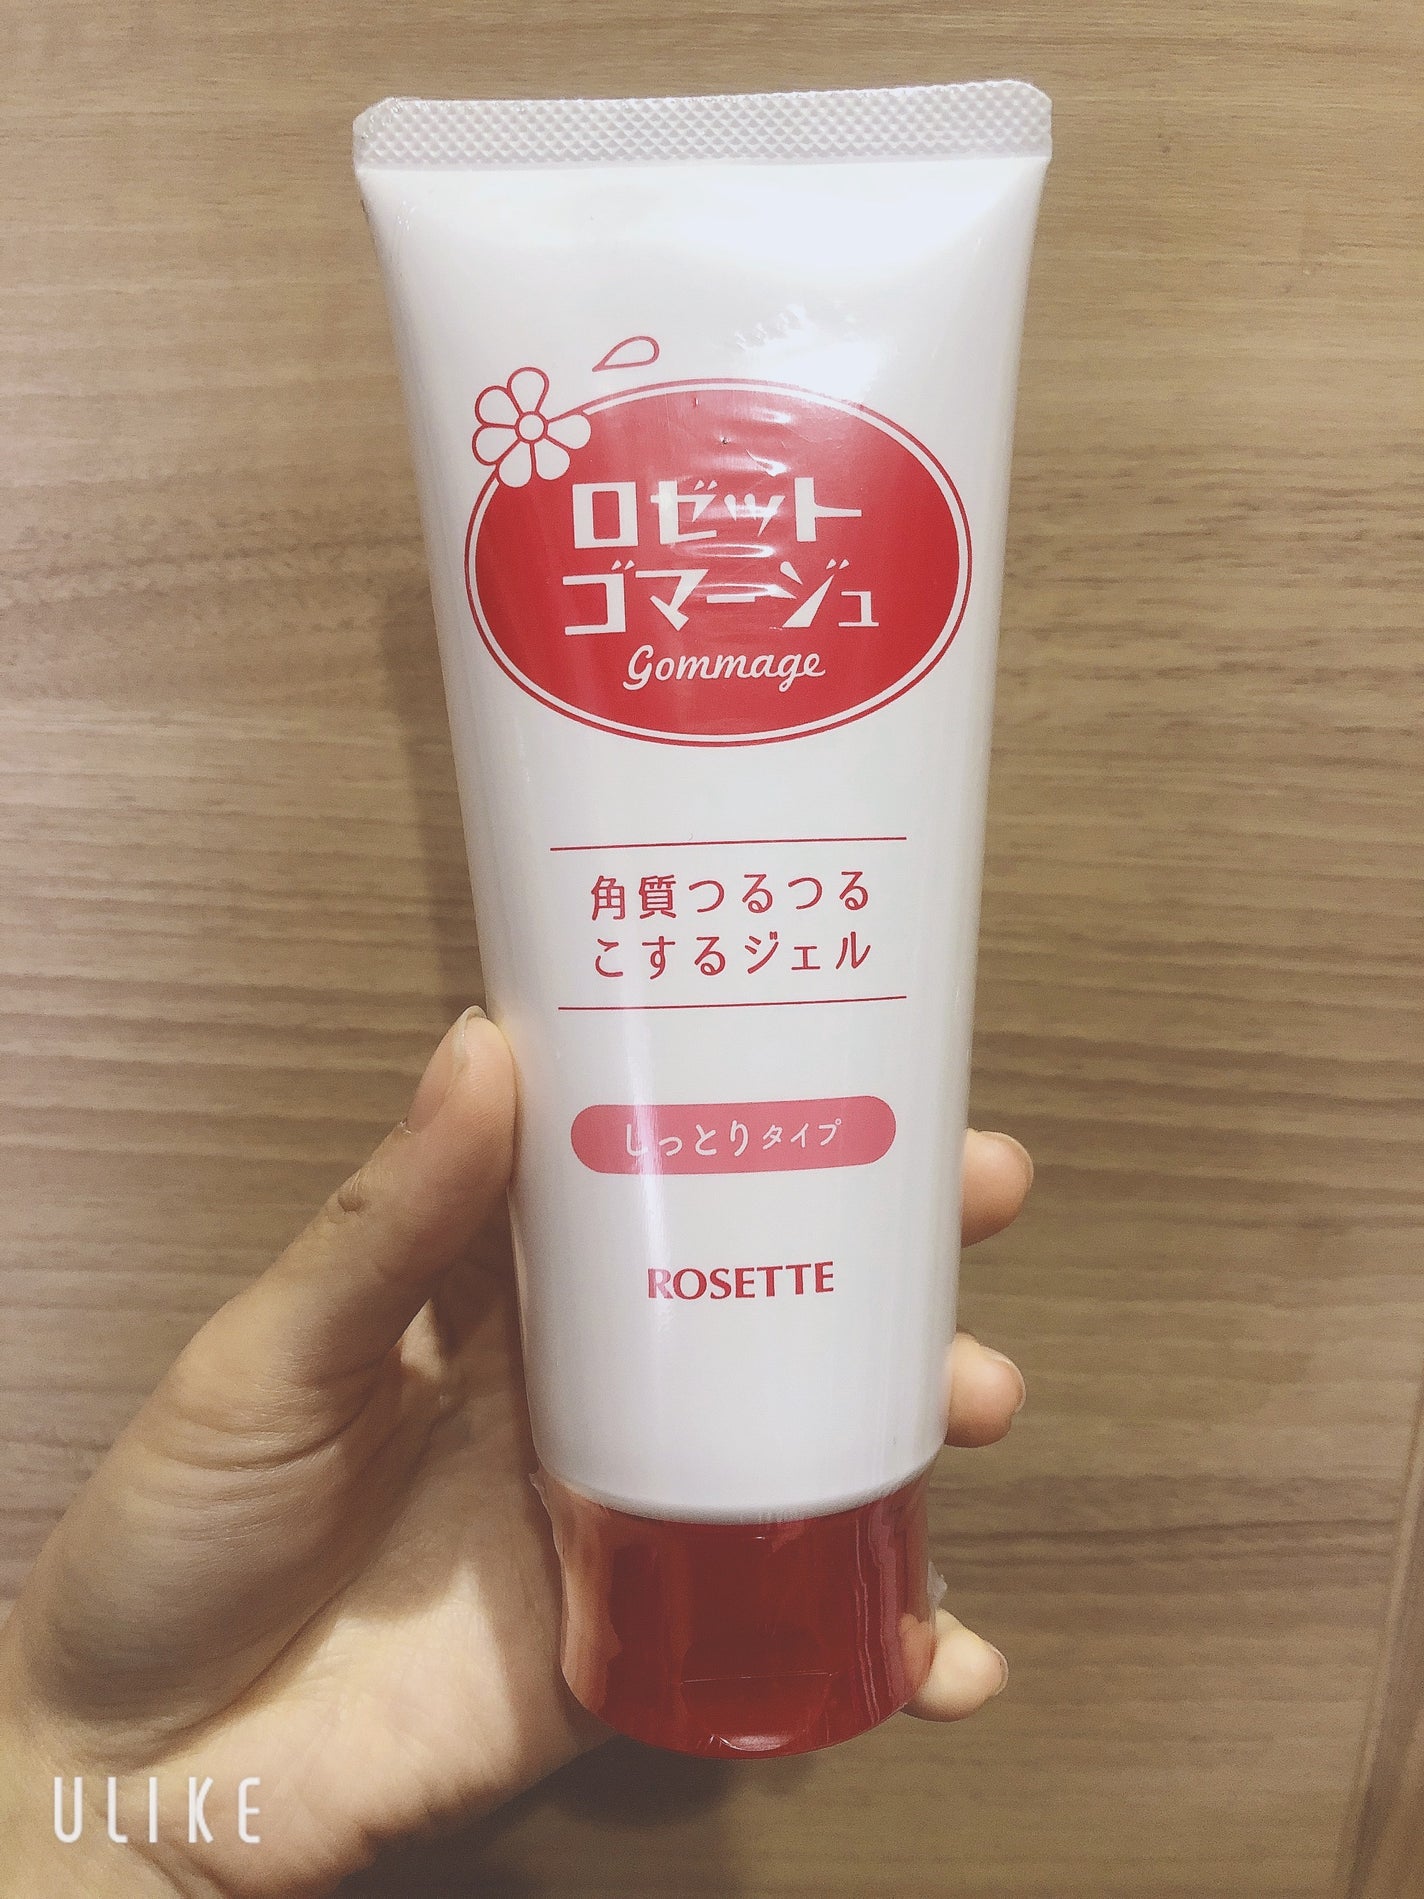 ロゼット
ゴマージュ
Gommage
角質つるつる
こするジェル
しっとりタイプ
ROSETTE
ULIKE